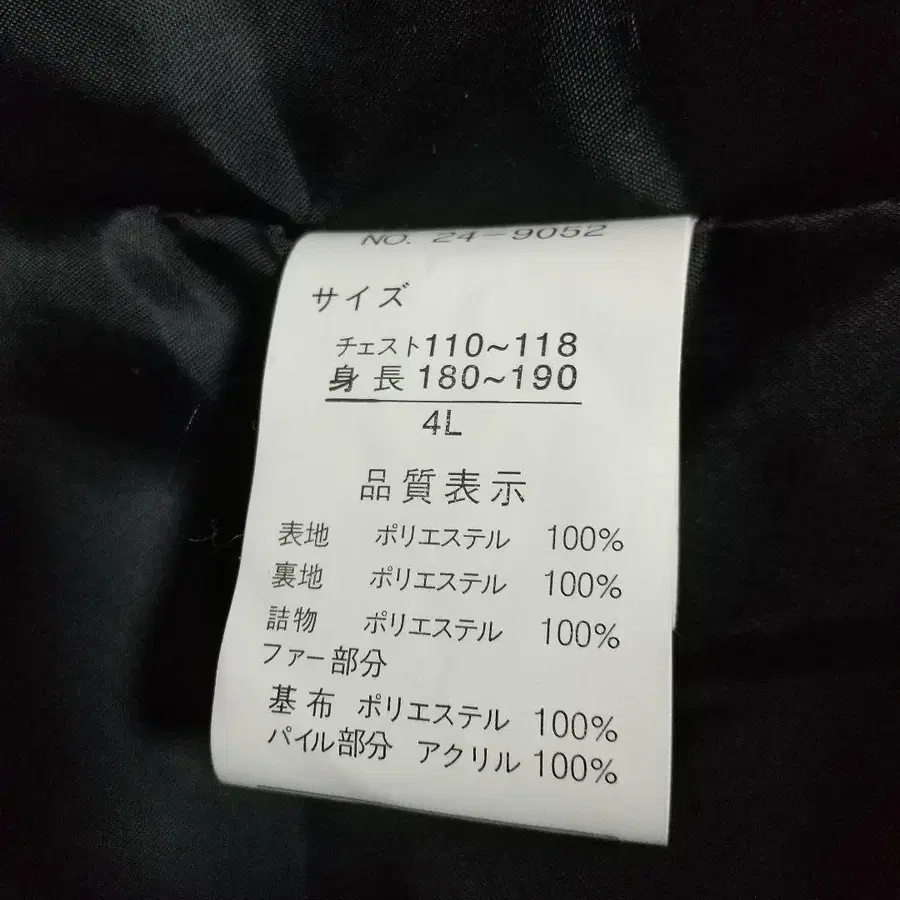 NO. 24-9052
サイズ
チェスト110~118
身長 180~190
4L
品質表示
表地 ポリエステル 100%
裏地 ポリエステル 100%
詰物 ポリエステル 100%
ファー部分
基布 ポリエステル 100%
パイル部分 アクリル 100%